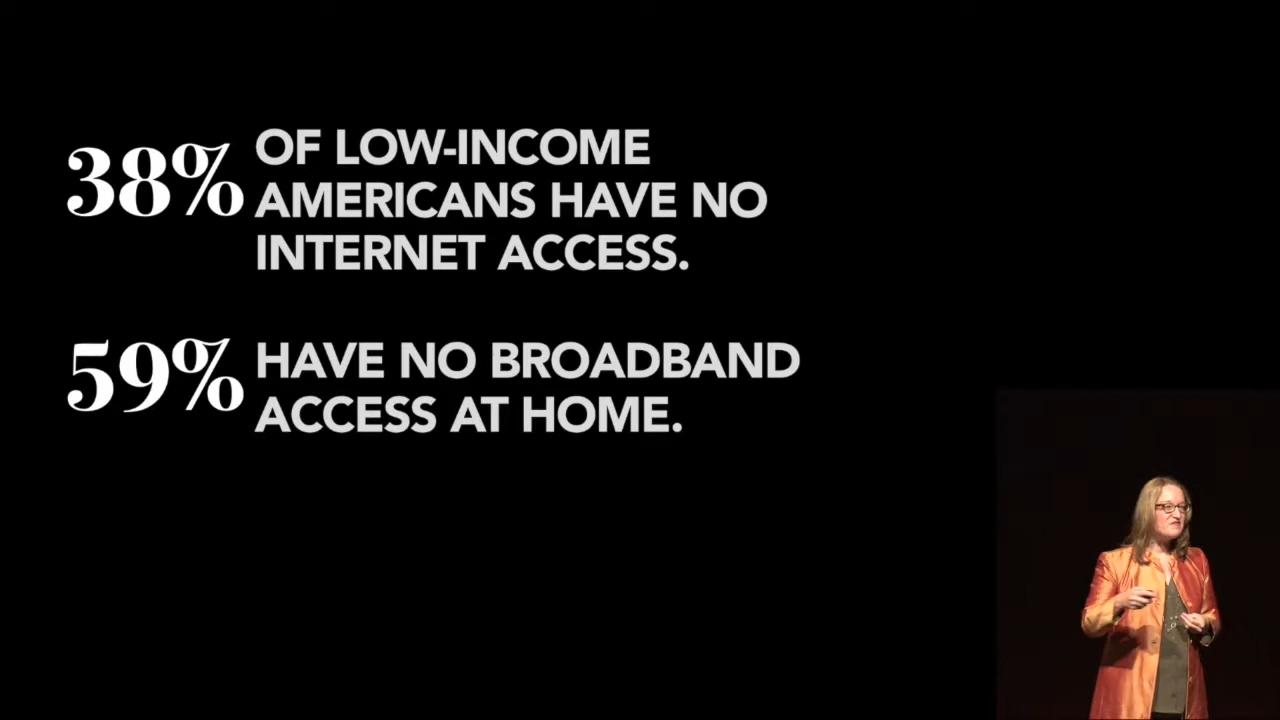 38% OF LOW-INCOME
AMERICANS HAVE NO
INTERNET ACCESS.
59% HAVE NO BROADBAND
ACCESS AT HOME.